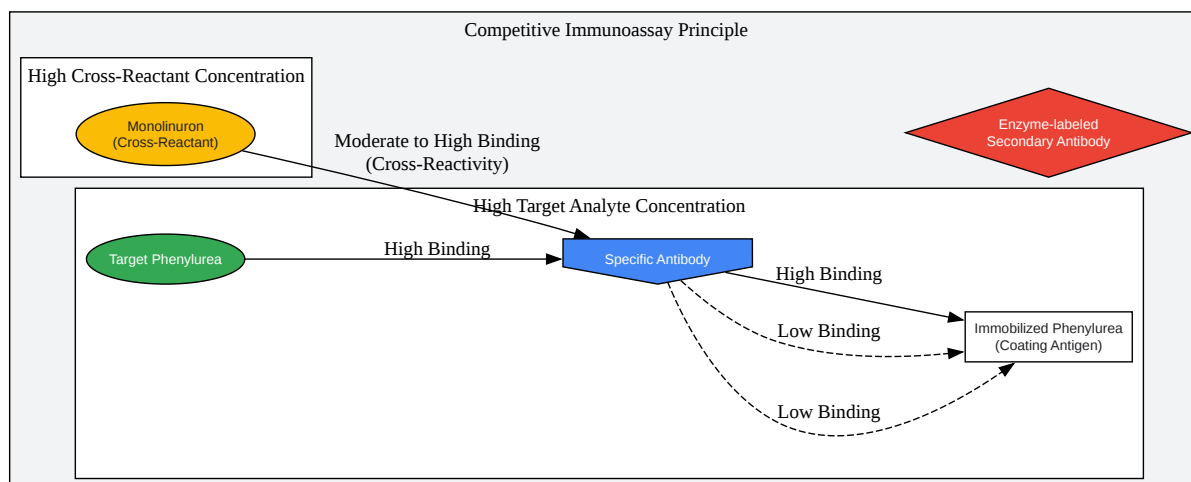 Competitive Immunoassay Principle
High Cross-Reactant Concentration
Monolinuron
(Cross-Reactant)
Enzyme-labeled
Secondary Antibody
Moderate to High Binding
(Cross-Reactivity)
High Target Analyte Concentration
Target Phenylurea
High Binding
Specific Antibody
High Binding
Low Binding
Immobilized Phenylurea
(Coating Antigen)
Low Binding